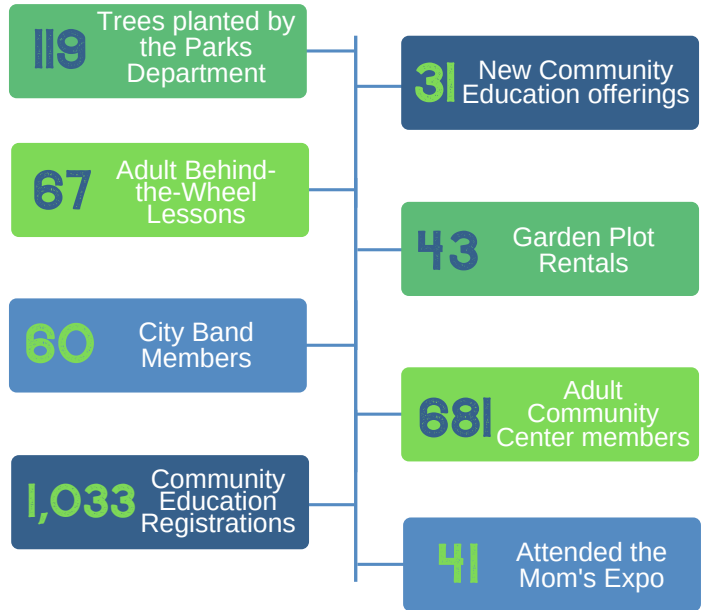 119
Trees planted by
the Parks
Department
31
New Community
Education offerings
67
Adult Behind-
the-Wheel
Lessons
43
Garden Plot
Rentals
60
City Band
Members
681
Adult
Community
Center members
1,033
Community
Education
Registrations
41
Attended the
Mom's Expo